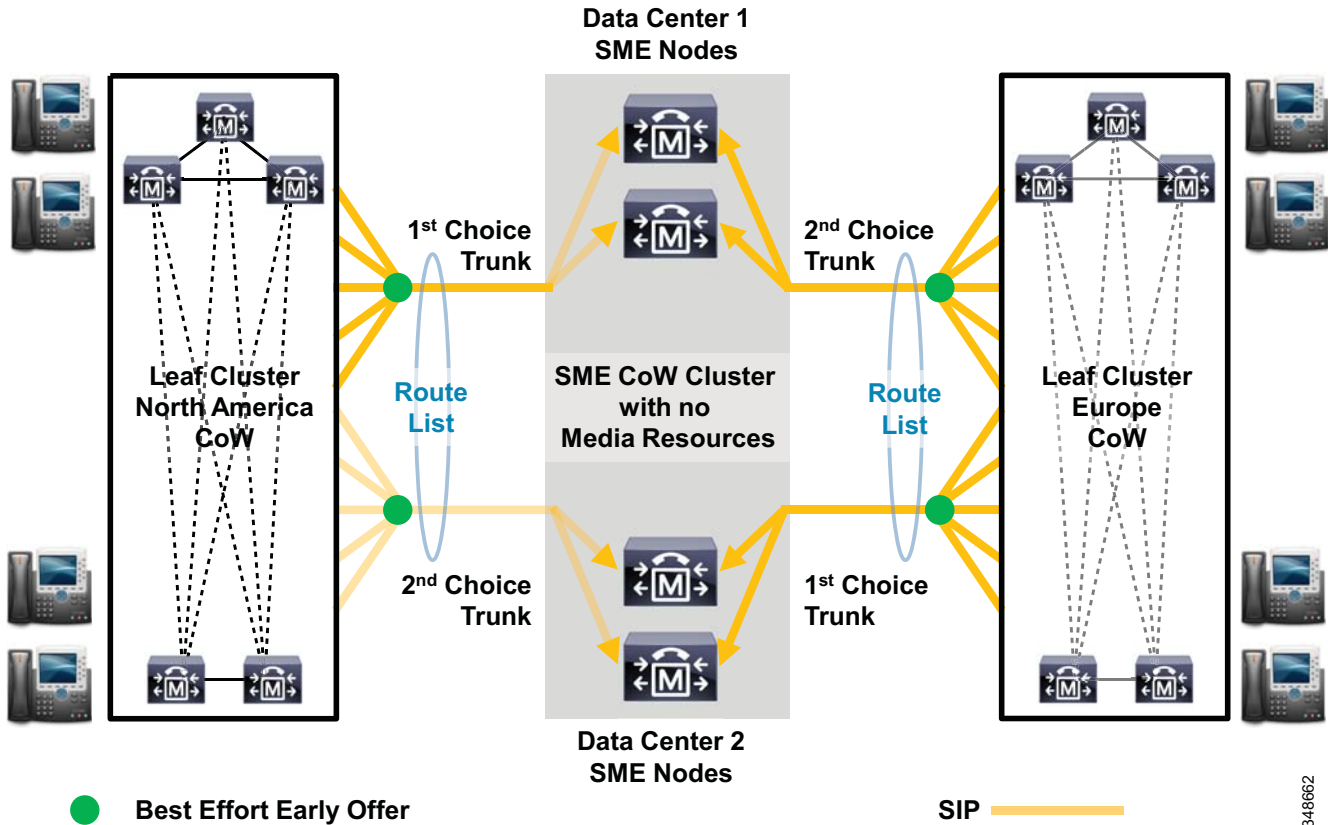 Data Center 1
SME Nodes
1st Choice
Trunk
2nd Choice
Trunk
Leaf Cluster
North America
CoW
Route
List
SME CoW Cluster
with no
Media Resources
Route
List
Leaf Cluster
Europe
CoW
2nd Choice
Trunk
1st Choice
Trunk
Data Center 2
SME Nodes
Best Effort Early Offer
SIP
348662
M
M
M
M
M
M
M
M
M
M
M
M
M
M